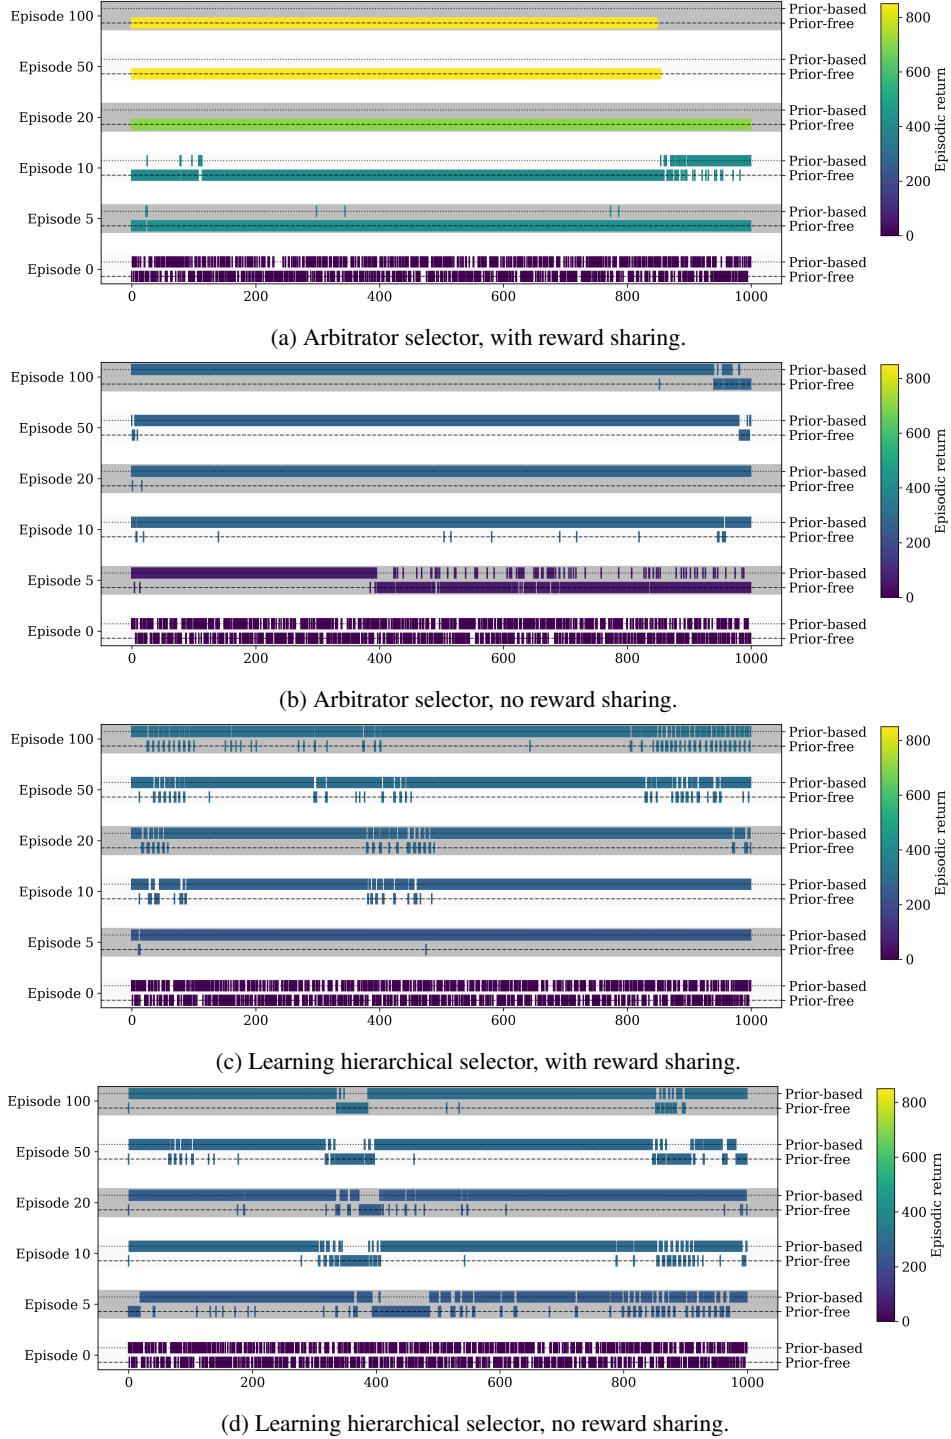 Episode 100
Prior-based
Prior-free
Episode 50
Prior-based
Prior-free
Episode 20
Prior-based
Prior-free
Episode 10
Prior-based
Prior-free
Episode 5
Prior-based
Prior-free
Episode 0
Prior-based
Prior-free
0 200 400 600 800 1000
800
600
400
200
0
Episodic return
(a) Arbitrator selector, with reward sharing.
Episode 100
Prior-based
Prior-free
Episode 50
Prior-based
Prior-free
Episode 20
Prior-based
Prior-free
Episode 10
Prior-based
Prior-free
Episode 5
Prior-based
Prior-free
Episode 0
Prior-based
Prior-free
0 200 400 600 800 1000
800
600
400
200
0
Episodic return
(b) Arbitrator selector, no reward sharing.
Episode 100
Prior-based
Prior-free
Episode 50
Prior-based
Prior-free
Episode 20
Prior-based
Prior-free
Episode 10
Prior-based
Prior-free
Episode 5
Prior-based
Prior-free
Episode 0
Prior-based
Prior-free
0 200 400 600 800 1000
800
600
400
200
0
Episodic return
(c) Learning hierarchical selector, with reward sharing.
Episode 100
Prior-based
Prior-free
Episode 50
Prior-based
Prior-free
Episode 20
Prior-based
Prior-free
Episode 10
Prior-based
Prior-free
Episode 5
Prior-based
Prior-free
Episode 0
Prior-based
Prior-free
0 200 400 600 800 1000
800
600
400
200
0
Episodic return
(d) Learning hierarchical selector, no reward sharing.